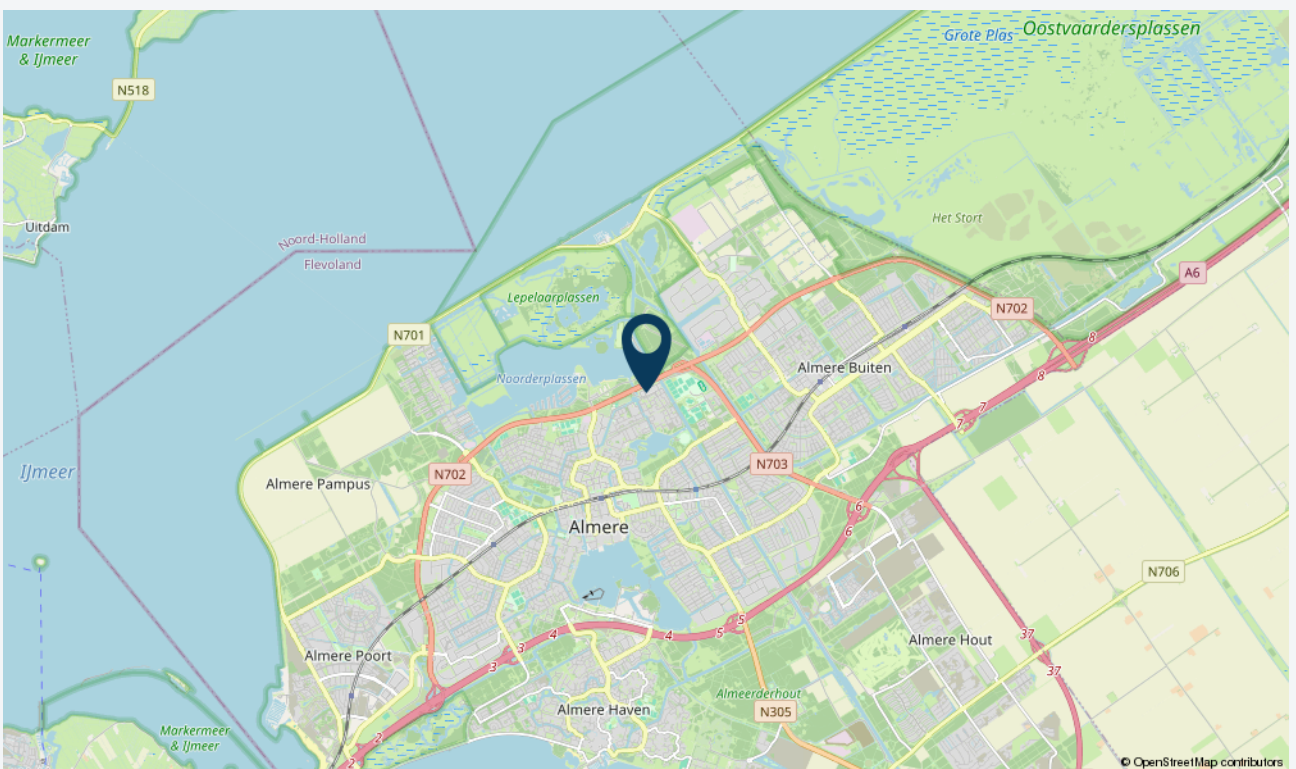 Markermeer
& IJmeer
N518
Grote Plas
Oostvaardersplassen
Uitdam
Noord-Holland
Flevoland
Het Stort
A6
Lepelaarplassen
N702
N701
8
Almere Buiten
Noorderplassen
8
7
7
IJmeer
N702
N703
Almere Pampus
6
Almere
6
N706
4
4
5
5
3
3
Almere Hout
37
37
Almere Poort
Almeerderhout
Almere Haven
N305
Markermeer
& IJmeer
2
2
© OpenStreetMap contributors